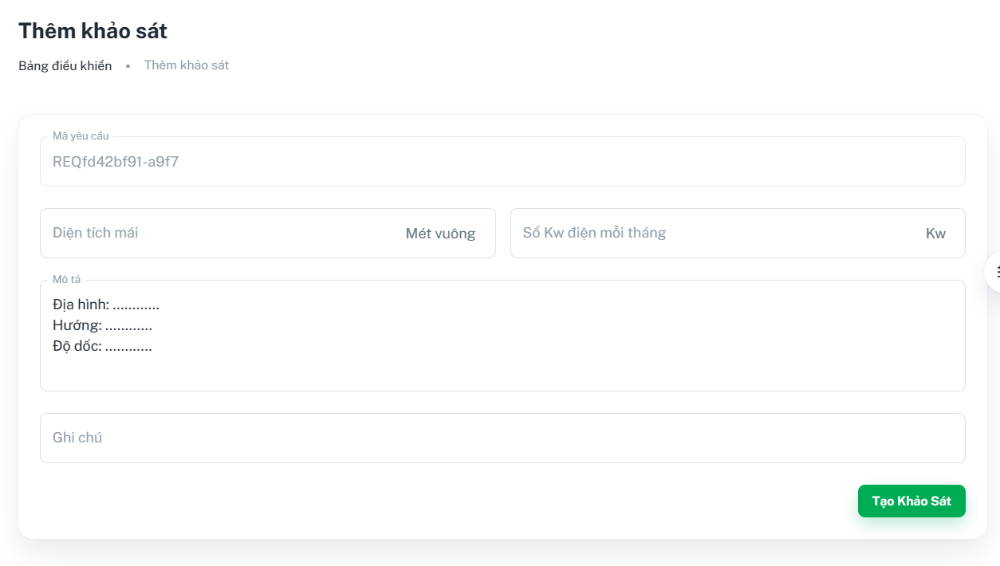 Thêm khảo sát
Bảng điều khiển • Thêm khảo sát
Mã yêu cầu
REQfd42bf91-a9f7
Diện tích mái Mét vuông Số Kw điện mỗi tháng Kw
Mô tả
Địa hình: ............
Hướng: ............
Độ dốc: ............
Ghi chú
Tạo Khảo Sát